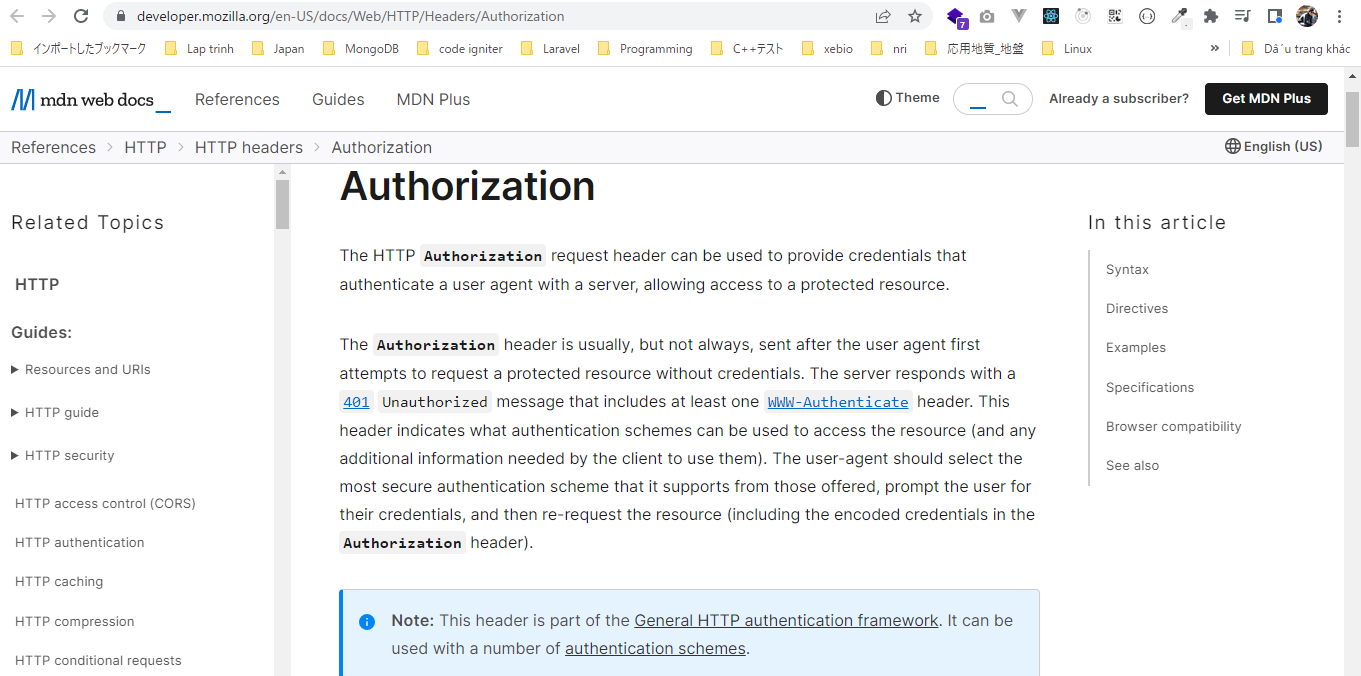 developer.mozilla.org/en-US/docs/Web/HTTP/Headers/Authorization
7
インポートしたブックマーク Lap trinh Japan MongoDB code igniter Laravel Programming C++テスト xebio nri 応用地質_地盤 Linux » Dấu trang khác
mdn web docs_ References Guides MDN Plus Theme Already a subscriber? Get MDN Plus
References > HTTP > HTTP headers > Authorization English (US)
Related Topics
HTTP
Guides:
Resources and URIs
HTTP guide
HTTP security
HTTP access control (CORS)
HTTP authentication
HTTP caching
HTTP compression
HTTP conditional requests
Authorization
The HTTP Authorization request header can be used to provide credentials that
authenticate a user agent with a server, allowing access to a protected resource.
The Authorization header is usually, but not always, sent after the user agent first
attempts to request a protected resource without credentials. The server responds with a
401 Unauthorized message that includes at least one WWW-Authenticate header. This
header indicates what authentication schemes can be used to access the resource (and any
additional information needed by the client to use them). The user-agent should select the
most secure authentication scheme that it supports from those offered, prompt the user for
their credentials, and then re-request the resource (including the encoded credentials in the
Authorization header).
Note: This header is part of the General HTTP authentication framework. It can be
used with a number of authentication schemes.
In this article
Syntax
Directives
Examples
Specifications
Browser compatibility
See also